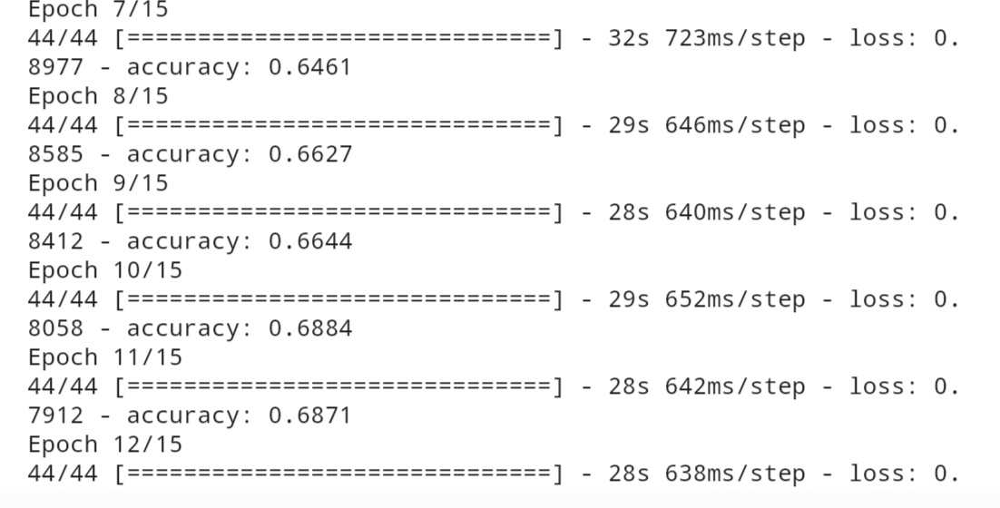 Epoch 7/15
44/44 [==============================] - 32s 723ms/step - loss: 0.
8977 - accuracy: 0.6461
Epoch 8/15
44/44 [==============================] - 29s 646ms/step - loss: 0.
8585 - accuracy: 0.6627
Epoch 9/15
44/44 [==============================] - 28s 640ms/step - loss: 0.
8412 - accuracy: 0.6644
Epoch 10/15
44/44 [==============================] - 29s 652ms/step - loss: 0.
8058 - accuracy: 0.6884
Epoch 11/15
44/44 [==============================] - 28s 642ms/step - loss: 0.
7912 - accuracy: 0.6871
Epoch 12/15
44/44 [==============================] - 28s 638ms/step - loss: 0.